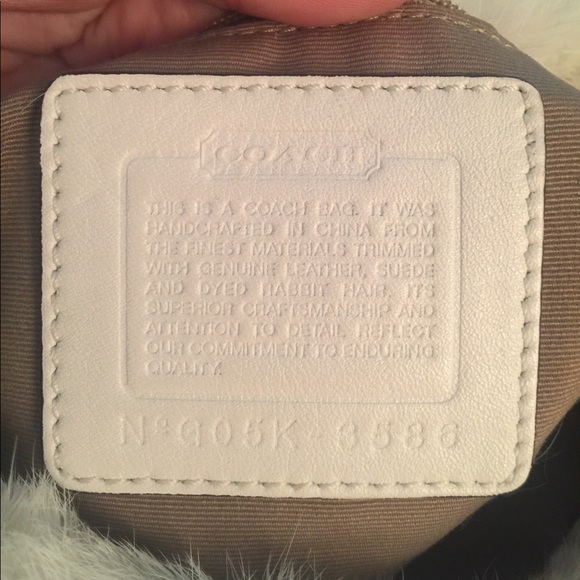 COACH
THIS IS A COACH BAG. IT WAS
HANDCRAFTED IN CHINA FROM
THE FINEST MATERIALS TRIMMED
WITH GENUINE LEATHER, SUEDE
AND DYED RABBIT HAIR. ITS
SUPERIOR CRAFTSMANSHIP AND
ATTENTION TO DETAIL REFLECT
OUR COMMITMENT TO ENDURING
QUALITY.
Nº G05K-3586